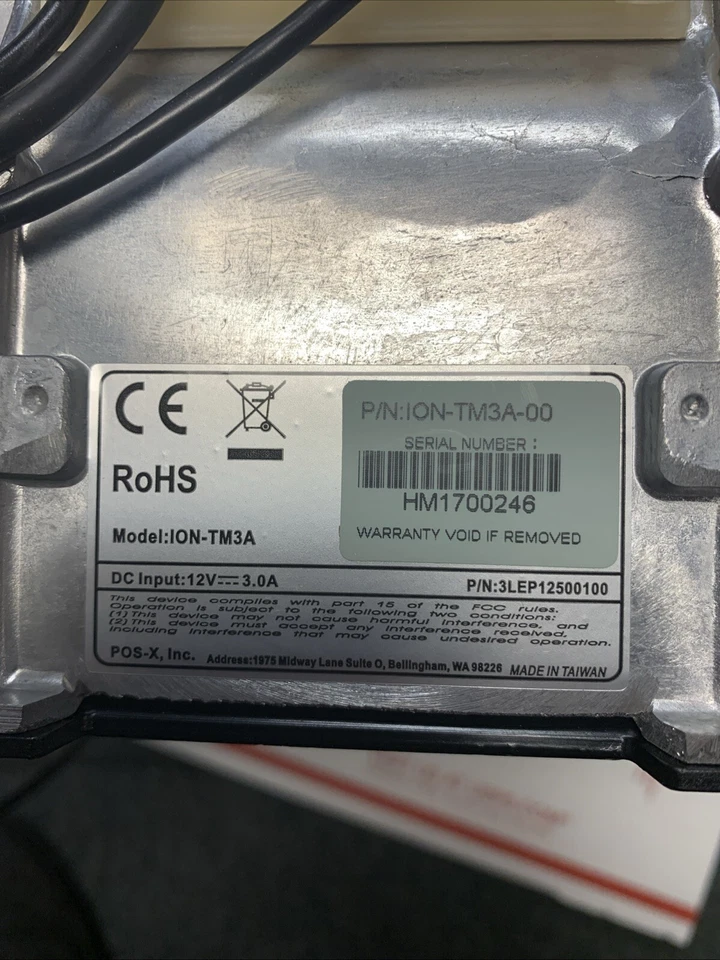 CE
RoHS
Model:ION-TM3A
P/N:ION-TM3A-00
SERIAL NUMBER :
HM1700246
WARRANTY VOID IF REMOVED
DC Input:12V⎓3.0A
P/N:3LEP12500100
This device complies with part 15 of the FCC rules.
Operation is subject to the following two conditions:
(1) This device may not cause harmful interference, and
(2) This device must accept any interference received,
including interference that may cause undesired operation.
POS-X, Inc. Address:1975 Midway Lane Suite O, Bellingham, WA 98226 MADE IN TAIWAN